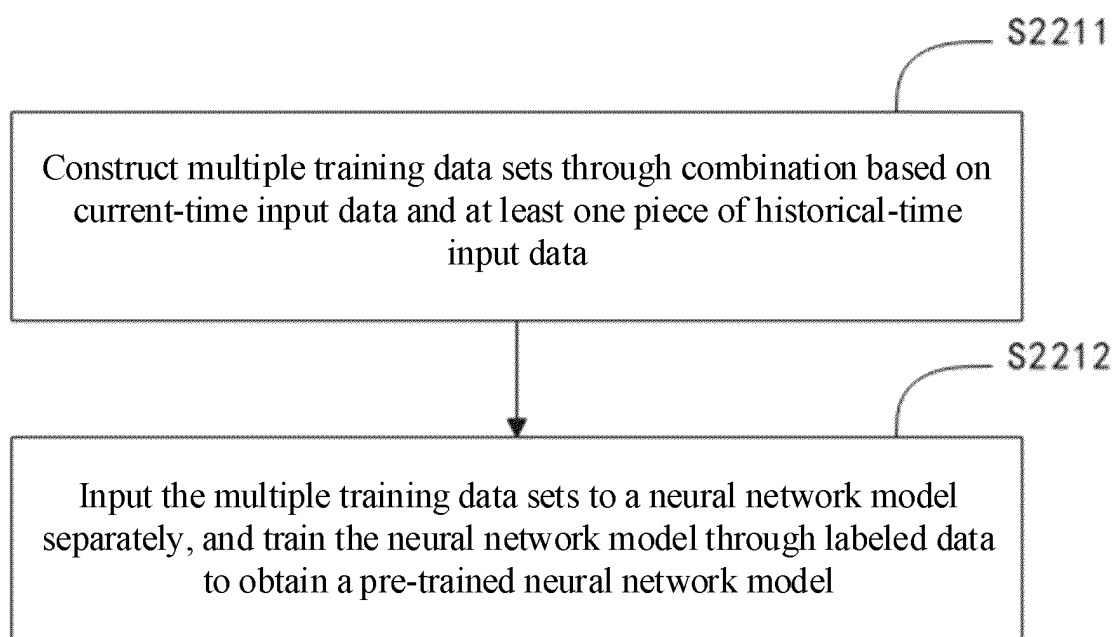 S2211
Construct multiple training data sets through combination based on
current-time input data and at least one piece of historical-time
input data
S2212
Input the multiple training data sets to a neural network model
separately, and train the neural network model through labeled data
to obtain a pre-trained neural network model